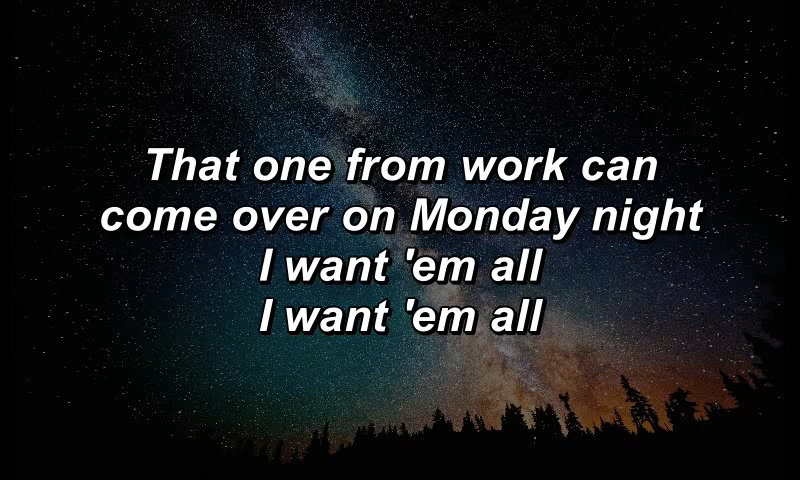 That one from work can
come over on Monday night
I want 'em all
I want 'em all